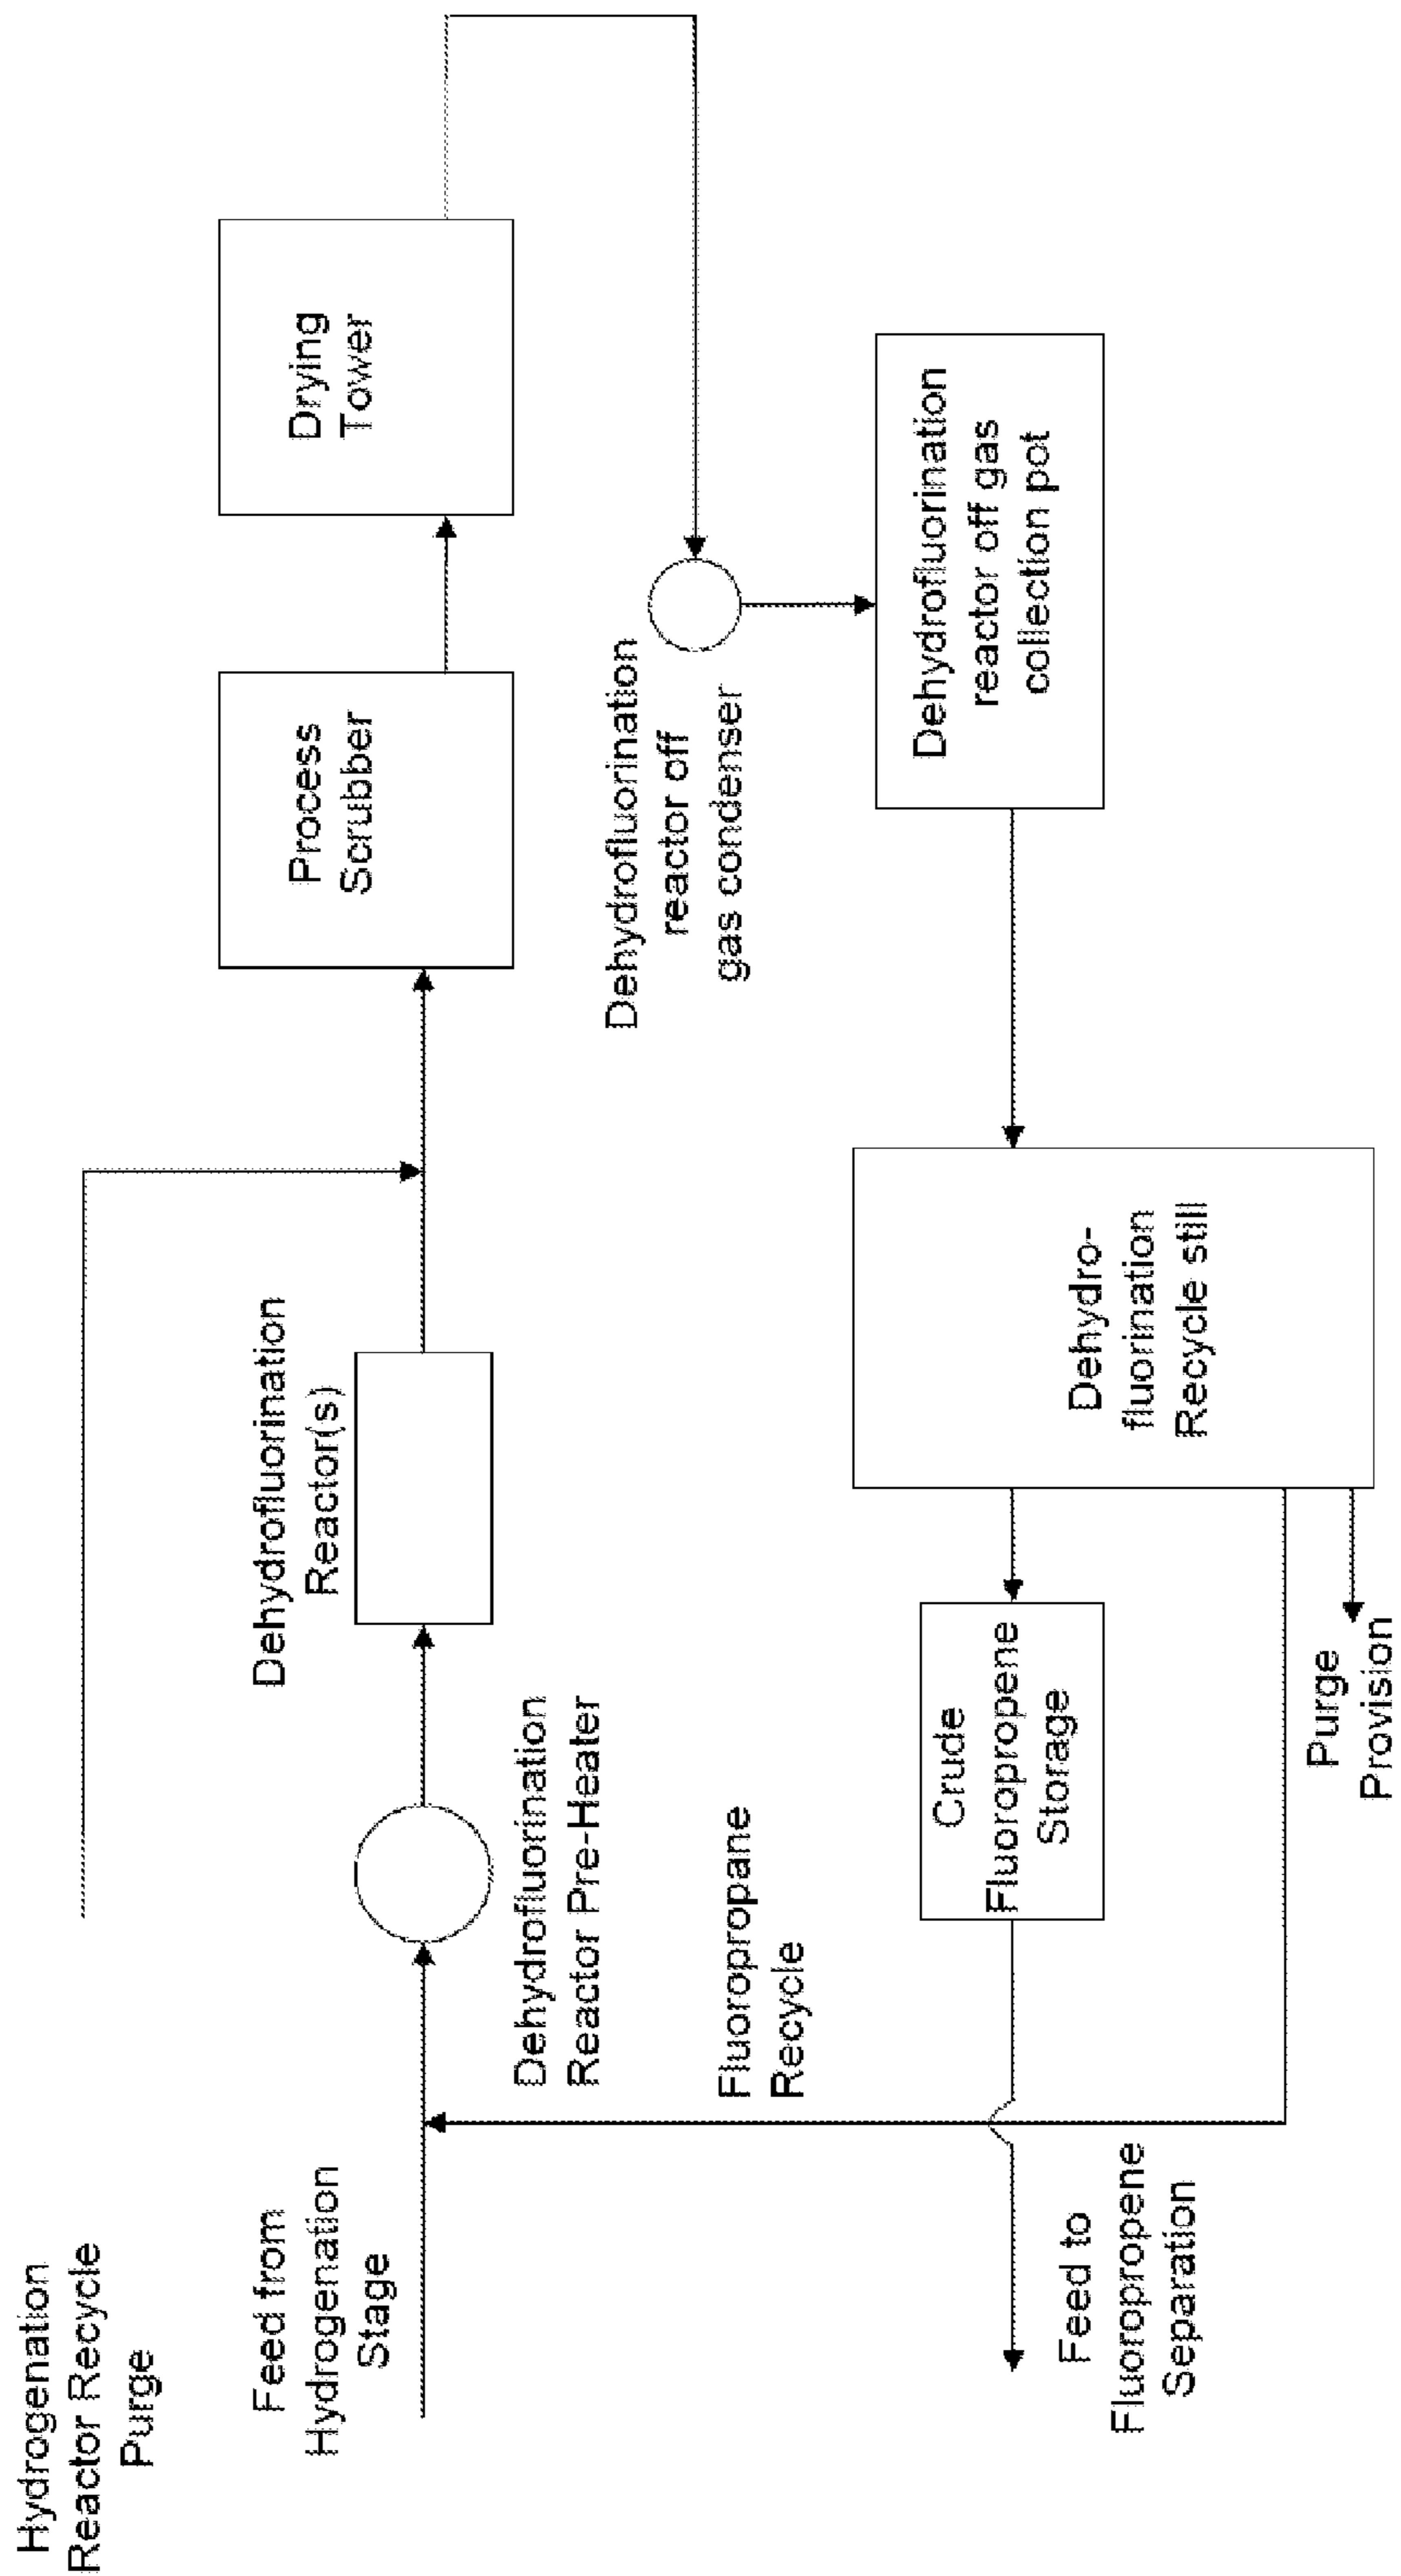 Hydrogenation
Reactor Recycle
Purge
Feed from
Hydrogenation
Stage
Dehydrofluorination
Reactor Pre-Heater
Dehydrofluorination
Reactor(s)
Process
Scrubber
Drying
Tower
Dehydrofluorination
reactor off
gas condenser
Dehydrofluorination
reactor off gas
collection pot
Dehydro-
fluorination
Recycle still
Crude
Fluoropropene
Storage
Fluoropropane
Recycle
Purge
Provision
Feed to
Fluoropropene
Separation